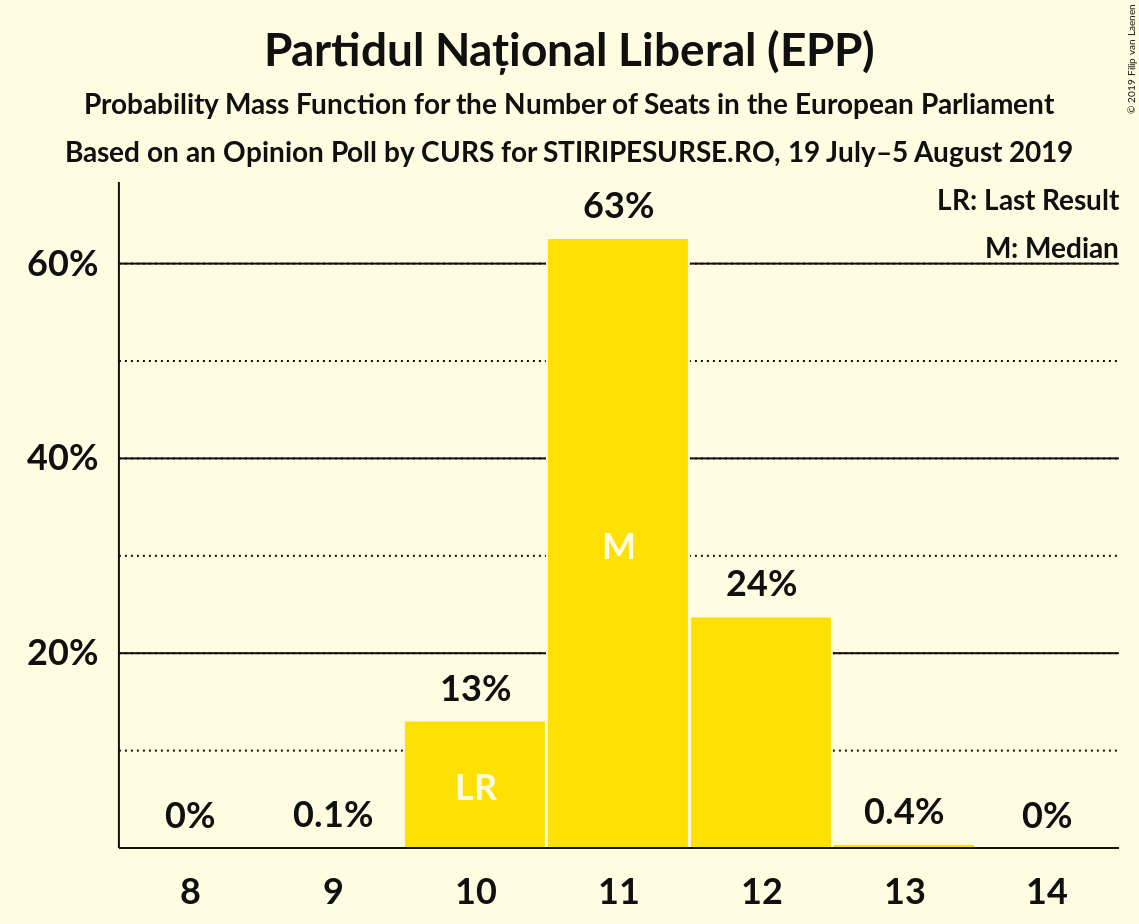 Partidul Național Liberal (EPP)
Probability Mass Function for the Number of Seats in the European Parliament
Based on an Opinion Poll by CURS for STIRIPESURSE.RO, 19 July–5 August 2019
© 2019 Filip van Laenen
LR: Last Result
M: Median
60%
40%
20%
0%
0.1%
13%
63%
24%
0.4%
0%
LR
M
8 9 10 11 12 13 14